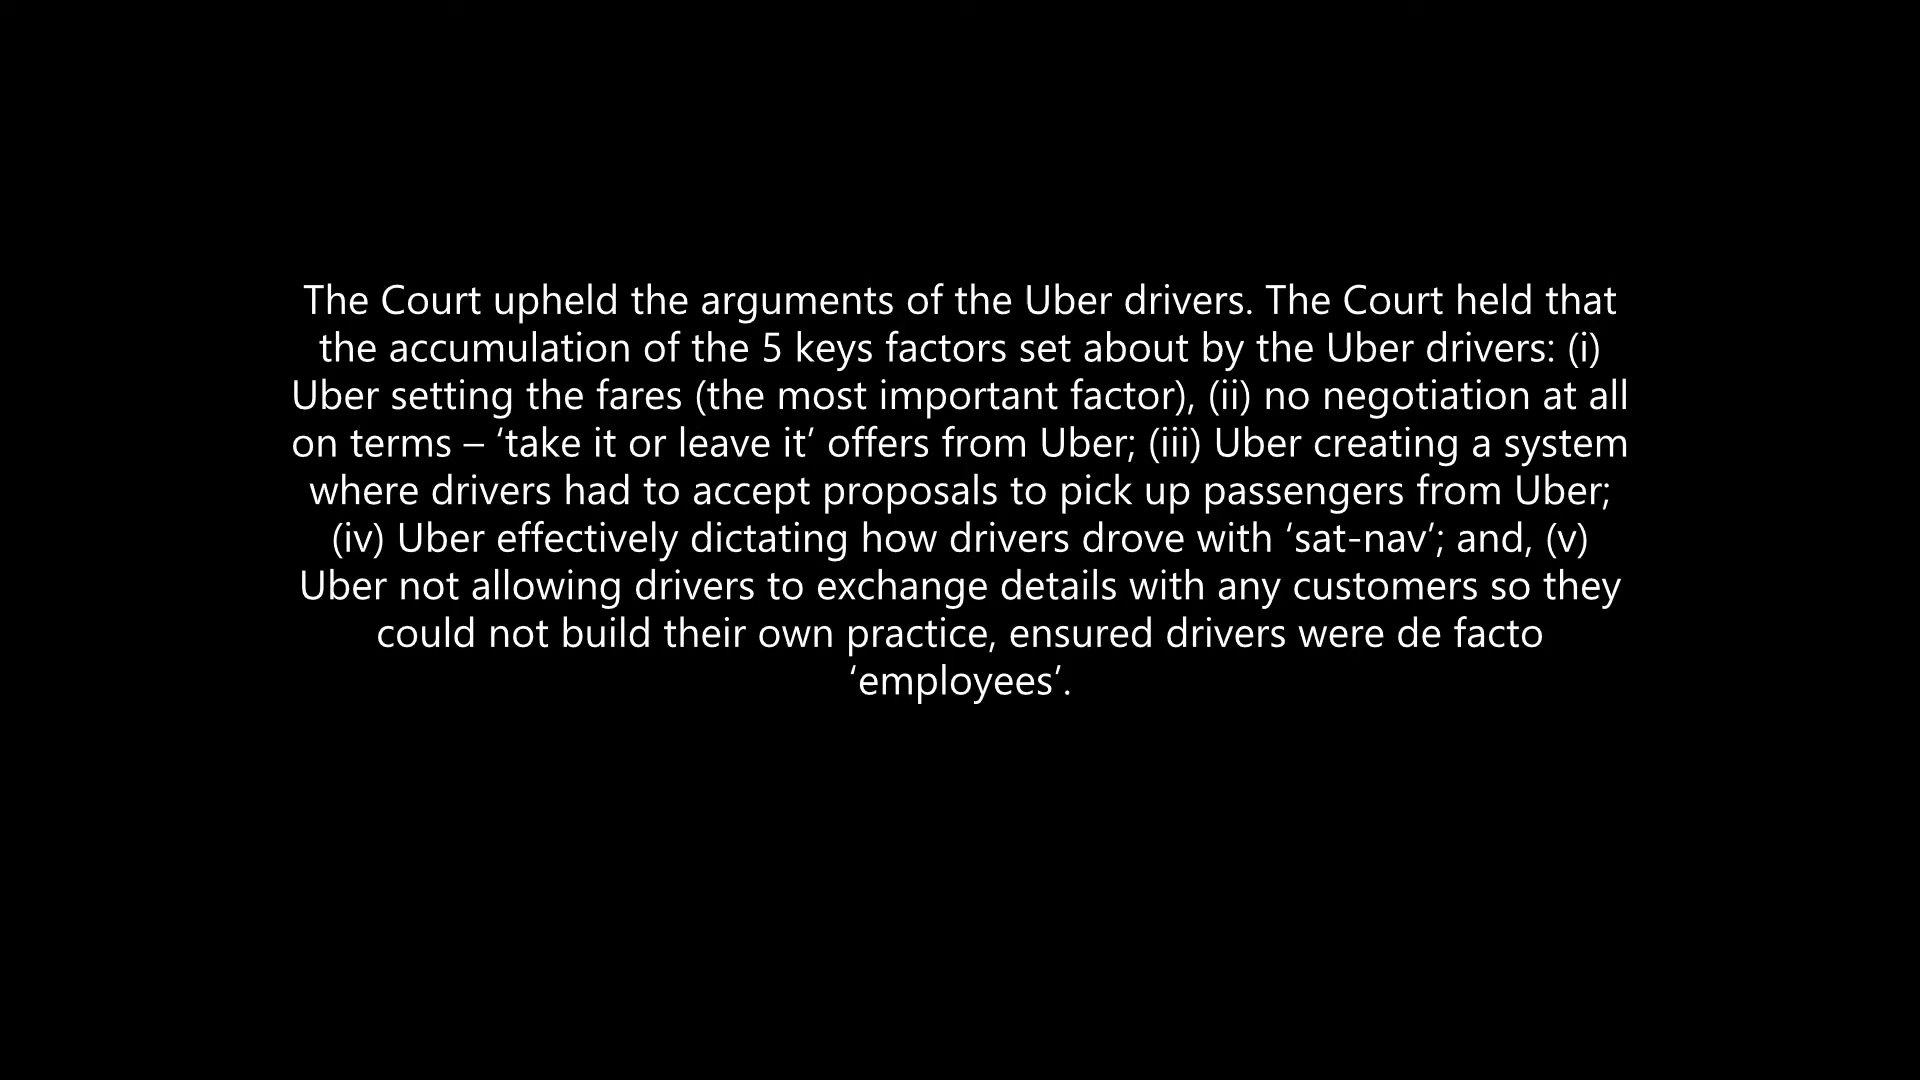 The Court upheld the arguments of the Uber drivers. The Court held that
the accumulation of the 5 keys factors set about by the Uber drivers: (i)
Uber setting the fares (the most important factor), (ii) no negotiation at all
on terms – ‘take it or leave it’ offers from Uber; (iii) Uber creating a system
where drivers had to accept proposals to pick up passengers from Uber;
(iv) Uber effectively dictating how drivers drove with ‘sat-nav’; and, (v)
Uber not allowing drivers to exchange details with any customers so they
could not build their own practice, ensured drivers were de facto
‘employees’.